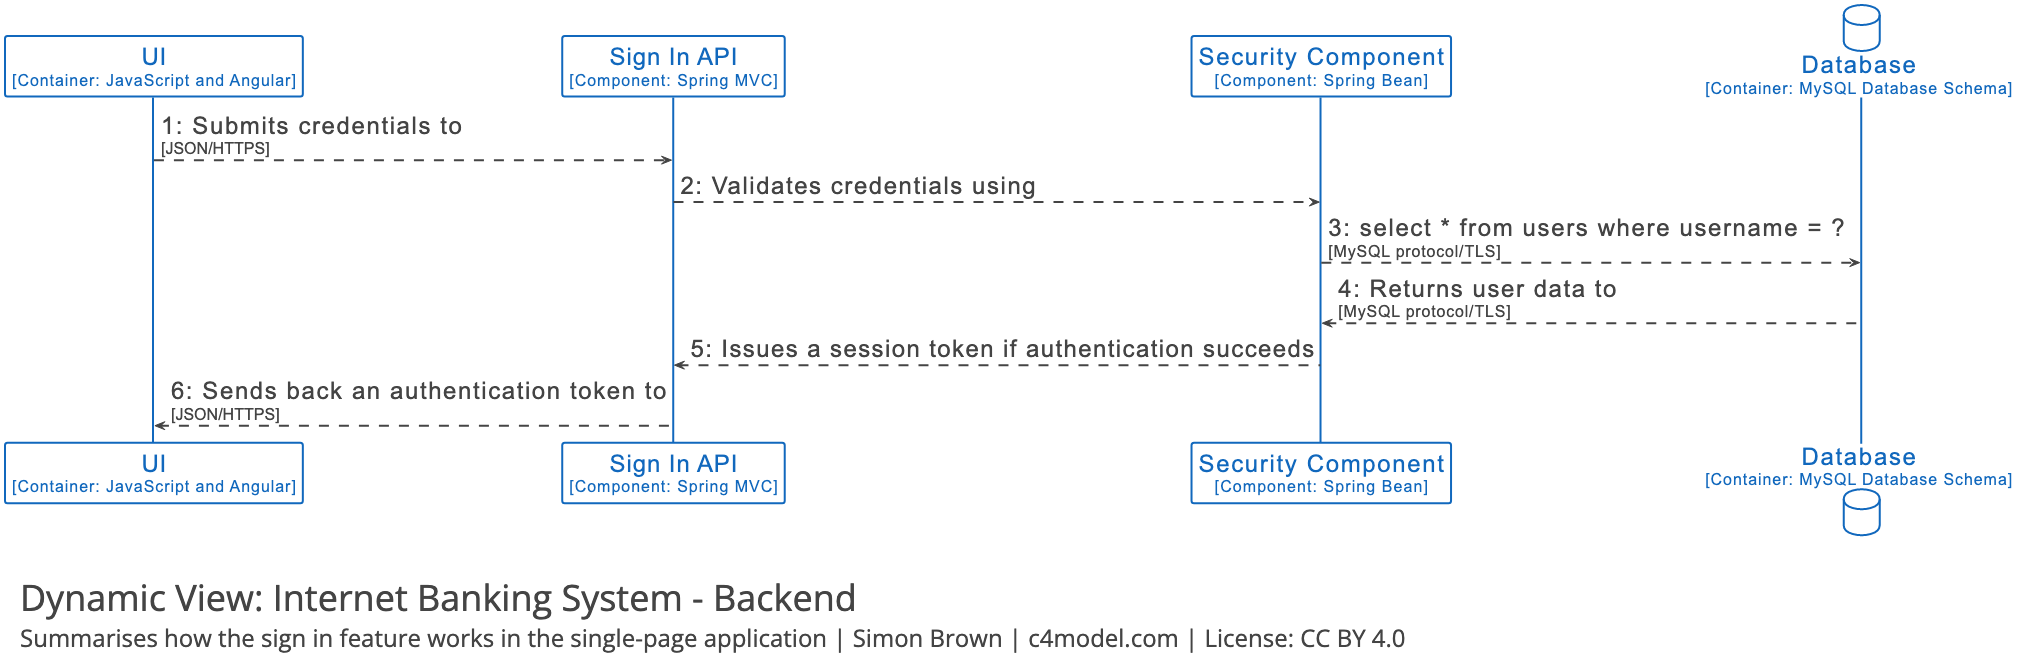 UI
[Container: JavaScript and Angular]
Sign In API
[Component: Spring MVC]
Security Component
[Component: Spring Bean]
Database
[Container: MySQL Database Schema]
1: Submits credentials to
[JSON/HTTPS]
2: Validates credentials using
3: select * from users where username = ?
[MySQL protocol/TLS]
4: Returns user data to
[MySQL protocol/TLS]
5: Issues a session token if authentication succeeds
6: Sends back an authentication token to
[JSON/HTTPS]
UI
[Container: JavaScript and Angular]
Sign In API
[Component: Spring MVC]
Security Component
[Component: Spring Bean]
Database
[Container: MySQL Database Schema]
Dynamic View: Internet Banking System - Backend
Summarises how the sign in feature works in the single-page application | Simon Brown | c4model.com | License: CC BY 4.0